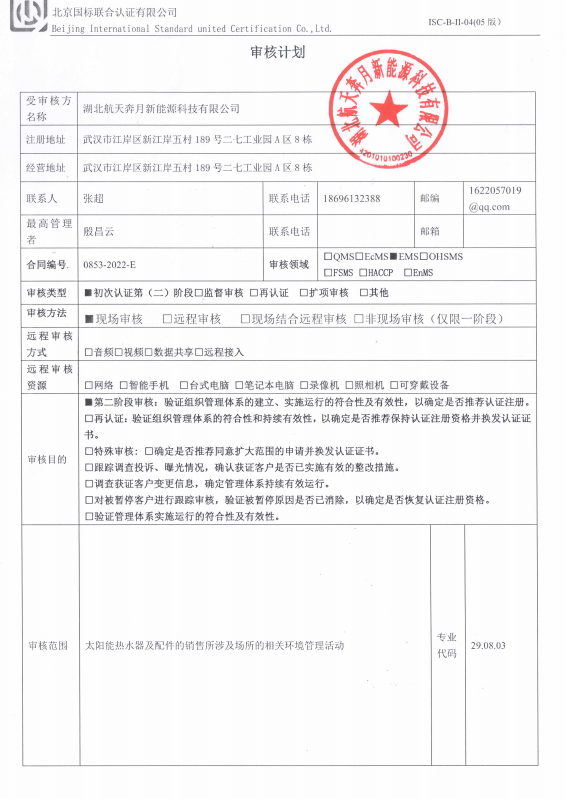 北京国标联合认证有限公司
Beijing International Standard united Certification Co.,Ltd.
ISC-B-II-04(05 版)
审核计划
湖北航天奔月新能源科技有限公司
4201010100230
受审核方
名称
湖北航天奔月新能源科技有限公司
注册地址
武汉市江岸区新江岸五村 189 号二七工业园 A 区 8 栋
经营地址
武汉市江岸区新江岸五村 189 号二七工业园 A 区 8 栋
联系人
张超
联系电话
18696132388
邮编
1622057019
@qq.com
最高管理
者
殷昌云
联系电话
邮箱
合同编号.
0853-2022-E
审核领域
□QMS□EcMS■EMS□OHSMS
□FSMS □HACCP □EnMS
审核类型
■初次认证第（二）阶段□监督审核 □再认证 □扩项审核 □其他
审核方法
■现场审核 □远程审核 □现场结合远程审核 □非现场审核（仅限一阶段）
远程审核
方式
□音频□视频□数据共享□远程接入
远程审核
资源
□网络 □智能手机 □台式电脑 □笔记本电脑 □录像机 □照相机 □可穿戴设备
审核目的
■第二阶段审核：验证组织管理体系的建立、实施运行的符合性及有效性，以确定是否推荐认证注册。
□再认证：验证组织管理体系的符合性和持续有效性，以确定是否推荐保持认证注册资格并换发认证证
书。
□特殊审核：□确定是否推荐同意扩大范围的申请并换发认证证书。
□跟踪调查投诉、曝光情况，确认获证客户是否已实施有效的整改措施。
□调查获证客户变更信息，确定管理体系持续有效运行。
□对被暂停客户进行跟踪审核，验证被暂停原因是否已消除，以确定是否恢复认证注册资格。
□验证管理体系实施运行的符合性及有效性。
审核范围
太阳能热水器及配件的销售所涉及场所的相关环境管理活动
专业
代码
29.08.03